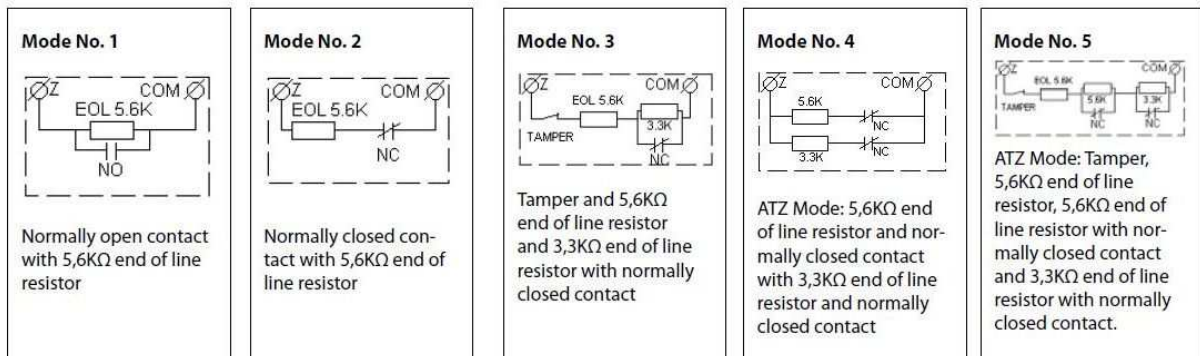 Mode No. 1
Z
COM
EOL 5.6K
NO
Normally open contact
with 5,6KΩ end of line
resistor
Mode No. 2
Z
COM
EOL 5.6K
NC
Normally closed con-
tact with 5,6KΩ end of
line resistor
Mode No. 3
Z
COM
EOL 5.6K
3.3K
TAMPER
NC
Tamper and 5,6KΩ
end of line resistor
and 3,3KΩ end of line
resistor with normally
closed contact
Mode No. 4
Z
COM
5.6K
NC
3.3K
NC
ATZ Mode: 5,6KΩ end
of line resistor and nor-
mally closed contact
with 3,3KΩ end of line
resistor and normally
closed contact
Mode No. 5
Z
COM
EOL 5.6K
TAMPER
5.6K
3.3K
NC
NC
ATZ Mode: Tamper,
5,6KΩ end of line
resistor, 5,6KΩ end of
line resistor with nor-
mally closed contact
and 3,3KΩ end of line
resistor with normally
closed contact.